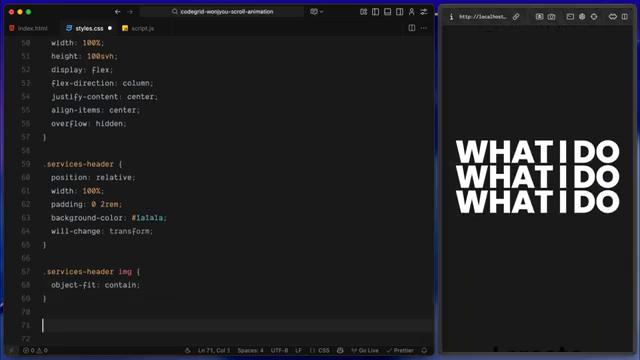 codegrid-wonjyou-scroll-animation
index.html
styles.css
script.js
http://localhost...
50 width: 100%;
51 height: 100svh;
52 display: flex;
53 flex-direction: column;
54 justify-content: center;
55 align-items: center;
56 overflow: hidden;
57 }
58
59 .services-header {
60 position: relative;
61 width: 100%;
62 padding: 0 2rem;
63 background-color: #1a1a1a;
64 will-change: transform;
65 }
66
67 .services-header img {
68 object-fit: contain;
69 }
70
71
72
WHAT I DO
WHAT I DO
WHAT I DO
Ln 71, Col 1 Spaces: 4 UTF-8 LF {} CSS Go Live Prettier